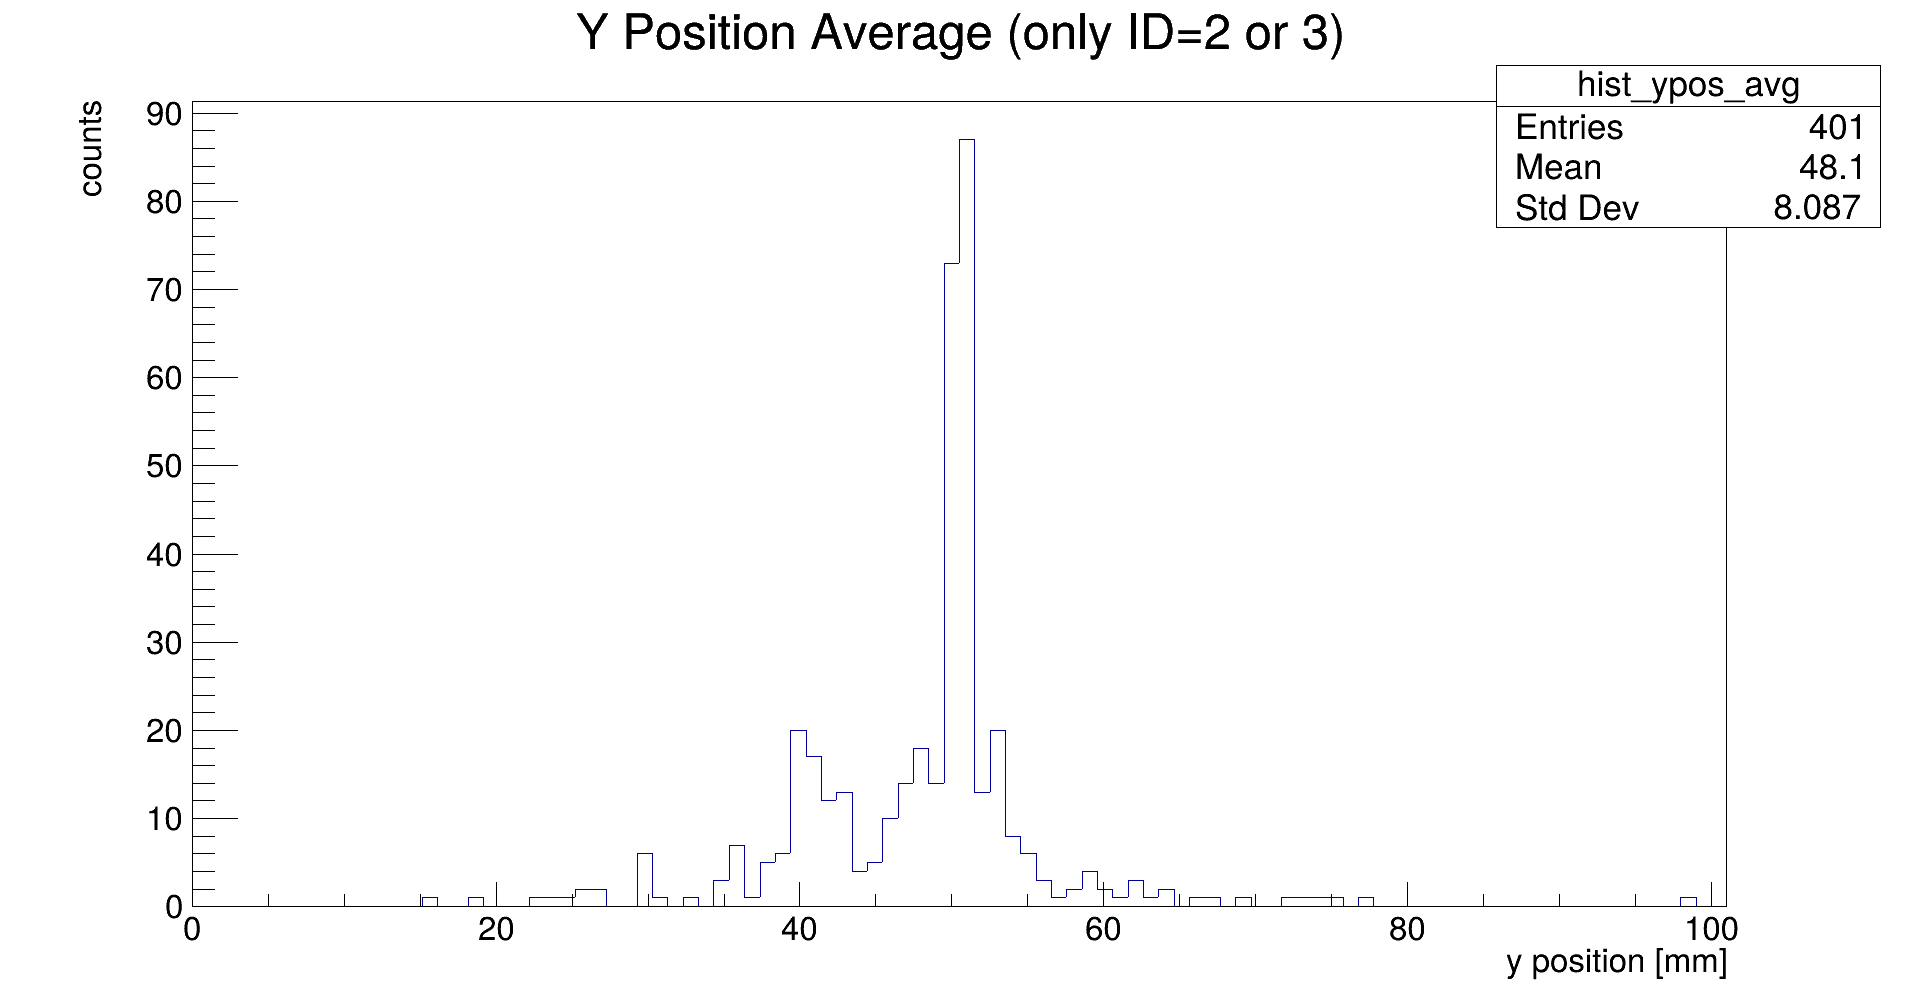 Y Position Average (only ID=2 or 3)
hist_ypos_avg
Entries 401
Mean 48.1
Std Dev 8.087
counts
90
80
70
60
50
40
30
20
10
0
0 20 40 60 80 100
y position [mm]